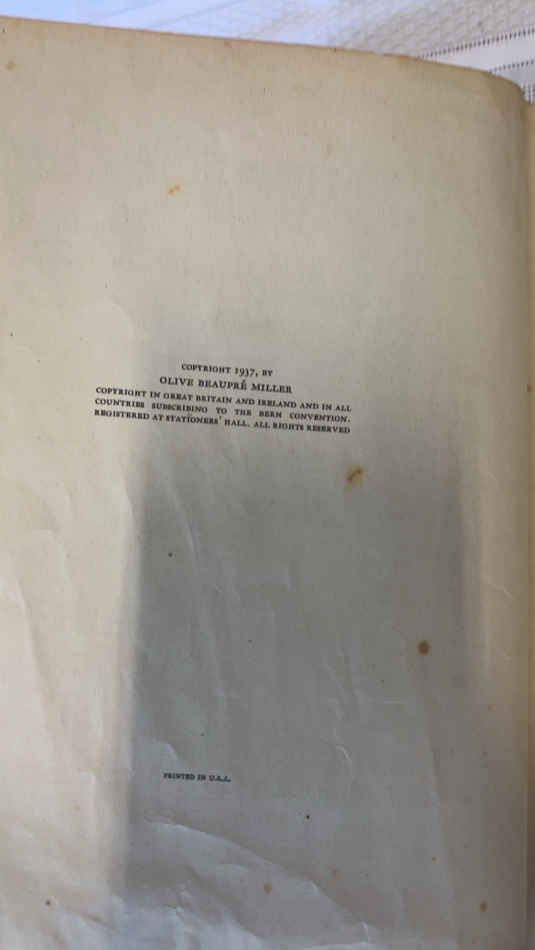 COPYRIGHT 1937, BY
OLIVE BEAUPRÉ MILLER
COPYRIGHT IN GREAT BRITAIN AND IRELAND AND IN ALL
COUNTRIES SUBSCRIBING TO THE BERN CONVENTION.
REGISTERED AT STATIONERS' HALL. ALL RIGHTS RESERVED
PRINTED IN U.S.A.